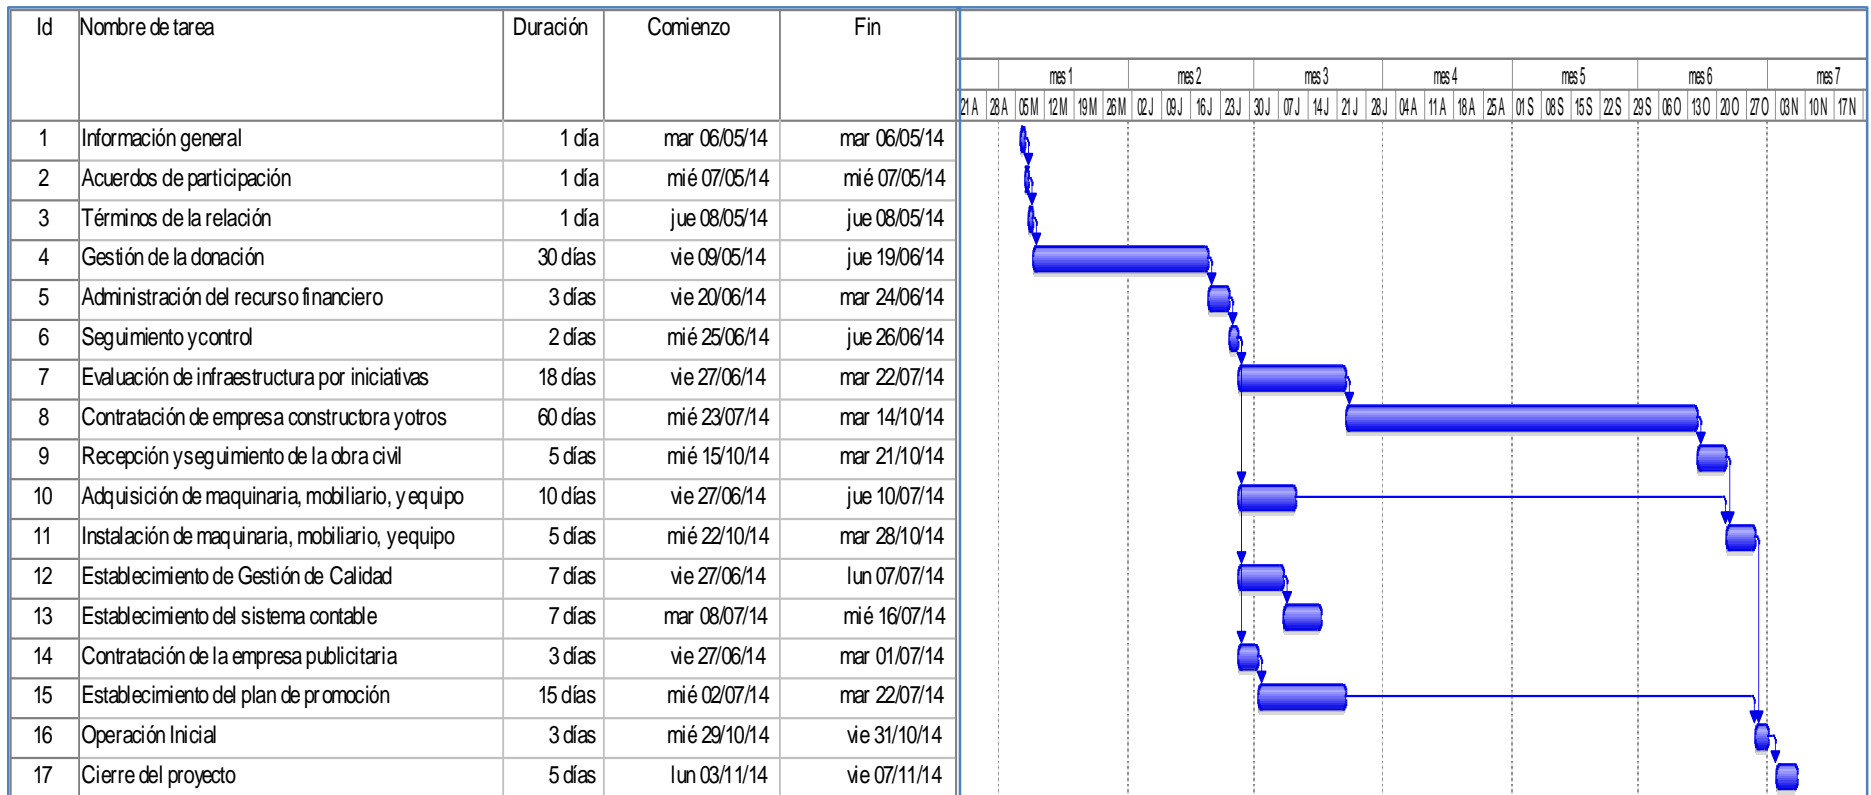 Id Nombre de tarea Duración Comienzo Fin
mes 1 mes 2 mes 3 mes 4 mes 5 mes 6 mes 7
21 A 28 A 05 M 12 M 19 M 26 M 02 J 09 J 16 J 23 J 30 J 07 J 14 J 21 J 28 J 04 A 11 A 18 A 25 A 01 S 08 S 15 S 22 S 29 S 06 O 13 O 20 O 27 O 03 N 10 N 17 N
1 Información general 1 día mar 06/05/14 mar 06/05/14
2 Acuerdos de participación 1 día mié 07/05/14 mié 07/05/14
3 Términos de la relación 1 día jue 08/05/14 jue 08/05/14
4 Gestión de la donación 30 días vie 09/05/14 jue 19/06/14
5 Administración del recurso financiero 3 días vie 20/06/14 mar 24/06/14
6 Seguimiento y control 2 días mié 25/06/14 jue 26/06/14
7 Evaluación de infraestructura por iniciativas 18 días vie 27/06/14 mar 22/07/14
8 Contratación de empresa constructora y otros 60 días mié 23/07/14 mar 14/10/14
9 Recepción y seguimiento de la obra civil 5 días mié 15/10/14 mar 21/10/14
10 Adquisición de maquinaria, mobiliario, y equipo 10 días vie 27/06/14 jue 10/07/14
11 Instalación de maquinaria, mobiliario, y equipo 5 días mié 22/10/14 mar 28/10/14
12 Establecimiento de Gestión de Calidad 7 días vie 27/06/14 lun 07/07/14
13 Establecimiento del sistema contable 7 días mar 08/07/14 mié 16/07/14
14 Contratación de la empresa publicitaria 3 días vie 27/06/14 mar 01/07/14
15 Establecimiento del plan de promoción 15 días mié 02/07/14 mar 22/07/14
16 Operación Inicial 3 días mié 29/10/14 vie 31/10/14
17 Cierre del proyecto 5 días lun 03/11/14 vie 07/11/14